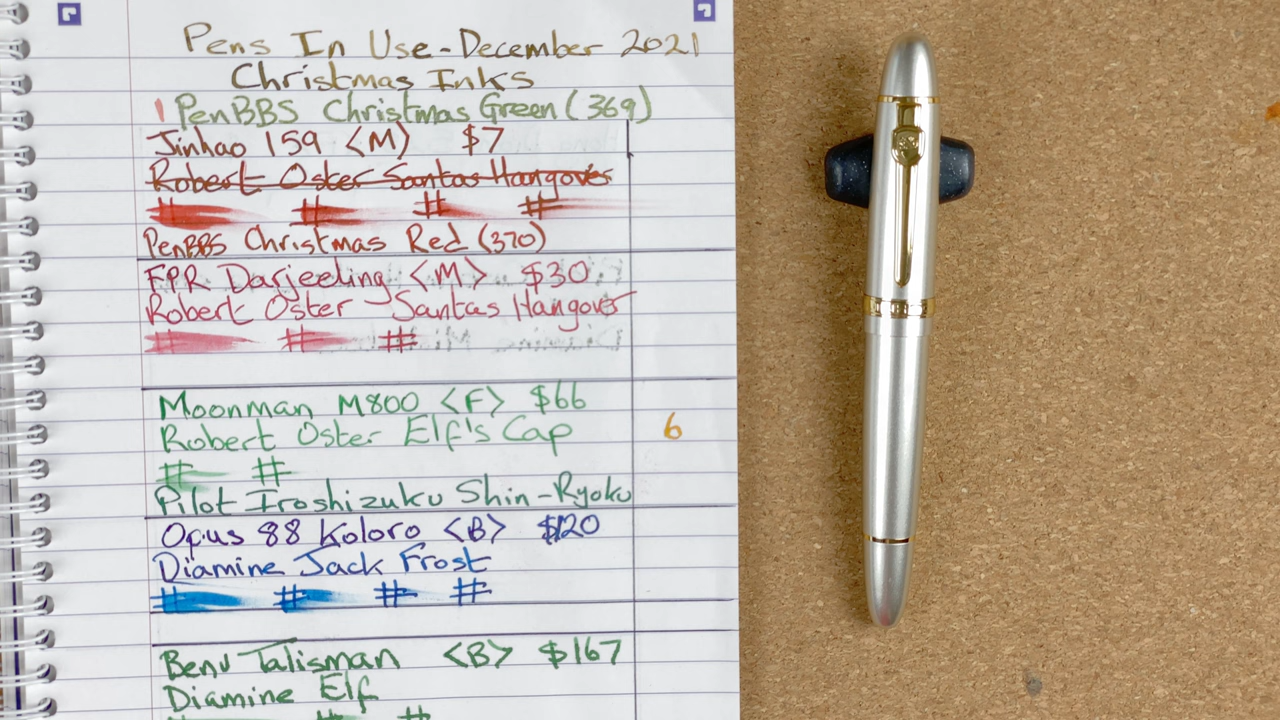 Pens In Use - December 2021
Christmas Inks
1 PenBBS Christmas Green (369)
Jinhao 159 <M> $7
Robert Oster Santas Hangover
# # # #
PenBBS Christmas Red (370)
FPR Darjeeling <M> $30
Robert Oster Santas Hangover
# # #
Moonman M800 <F> $66
Robert Oster Elf's Cap
6
# #
Pilot Iroshizuku Shin-Ryoku
Opus 88 Koloro <B> $120
Diamine Jack Frost
# # # #
Benu Talisman <B> $167
Diamine Elf
# #